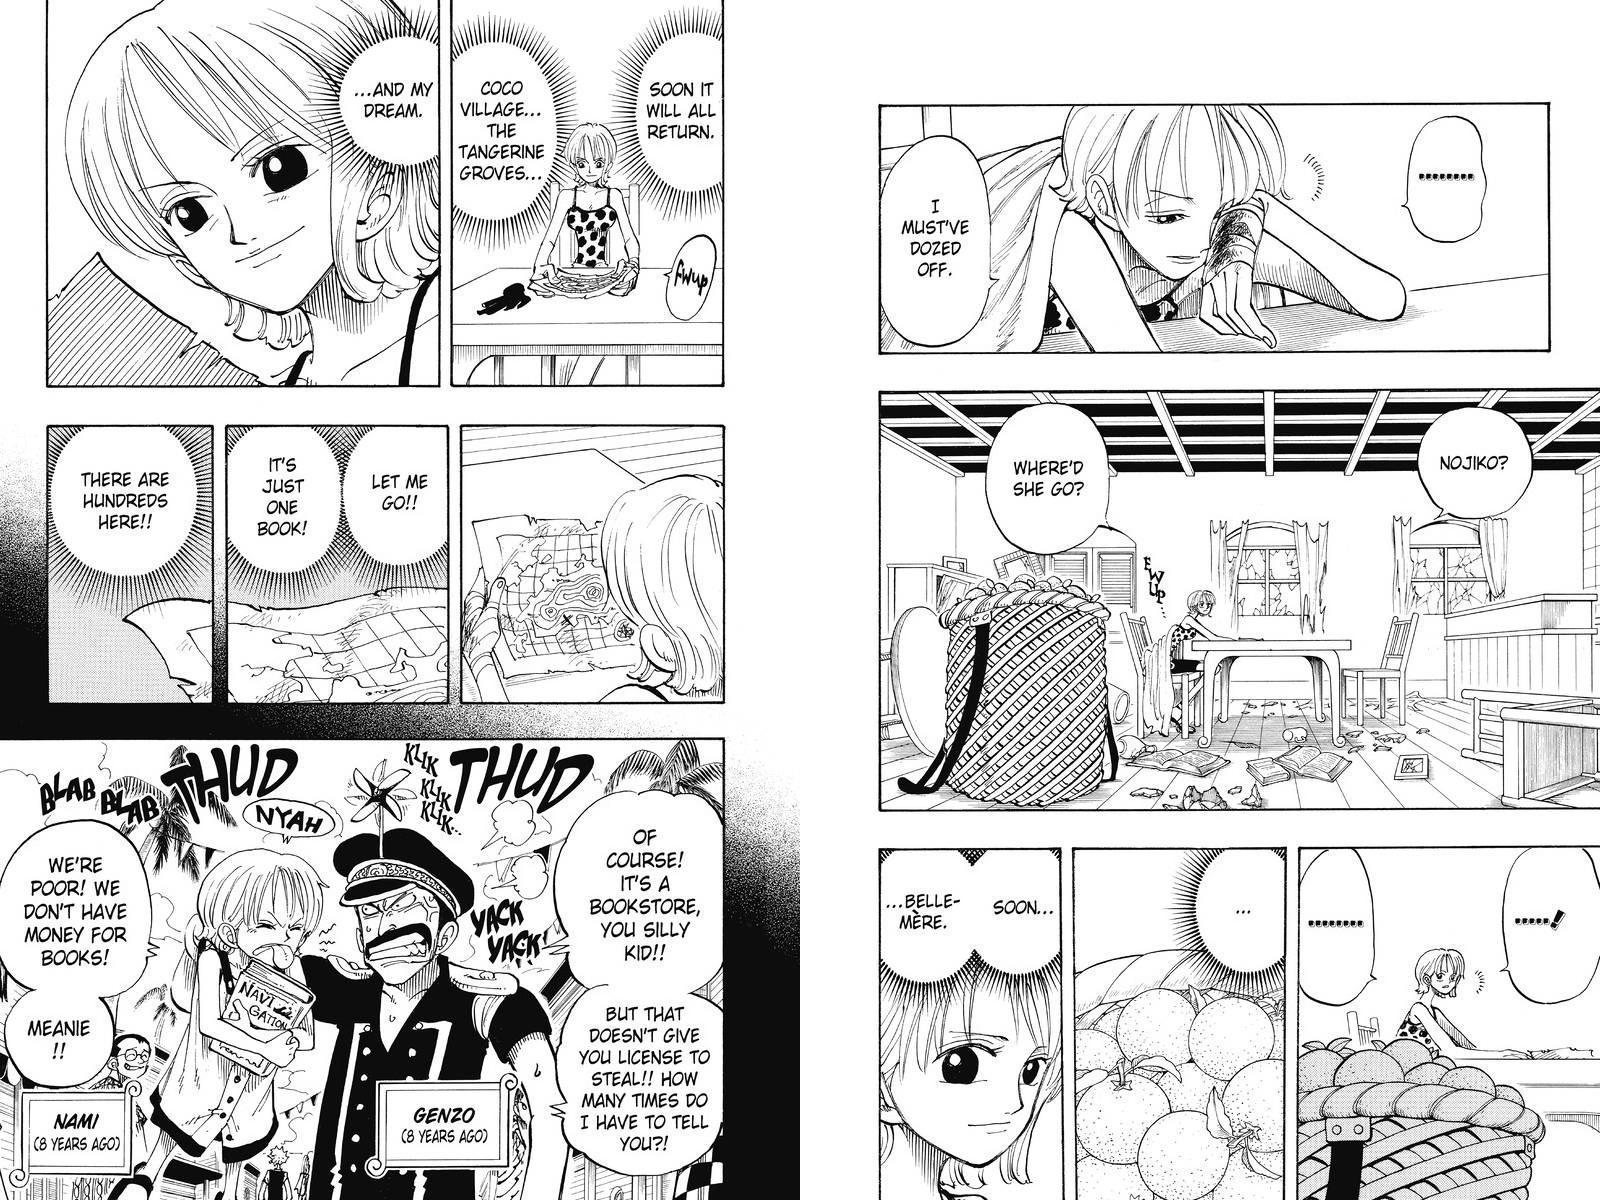 .........
I
MUST'VE
DOZED
OFF.
NOJIKO?
WHERE'D
SHE GO?
FWUP...
.....!
........
...
SOON...
...BELLE-
MÈRE.
SOON IT
WILL ALL
RETURN.
COCO
VILLAGE...
THE
TANGERINE
GROVES...
FWUP
...AND MY
DREAM.
LET ME
GO!!
IT'S
JUST
ONE
BOOK!
THERE ARE
HUNDREDS
HERE!!
THUD
KLIK
KLIK
KLIK...
OF
COURSE!
IT'S A
BOOKSTORE,
YOU SILLY
KID!!
BUT THAT
DOESN'T GIVE
YOU LICENSE TO
STEAL!! HOW
MANY TIMES DO
I HAVE TO TELL
YOU?!
YACK
YACK!
GENZO
(8 YEARS AGO)
THUD
NYAH
BLAB
BLAB
WE'RE
POOR! WE
DON'T HAVE
MONEY FOR
BOOKS!
MEANIE
!!
NAVI
GATION
NAMI
(8 YEARS AGO)